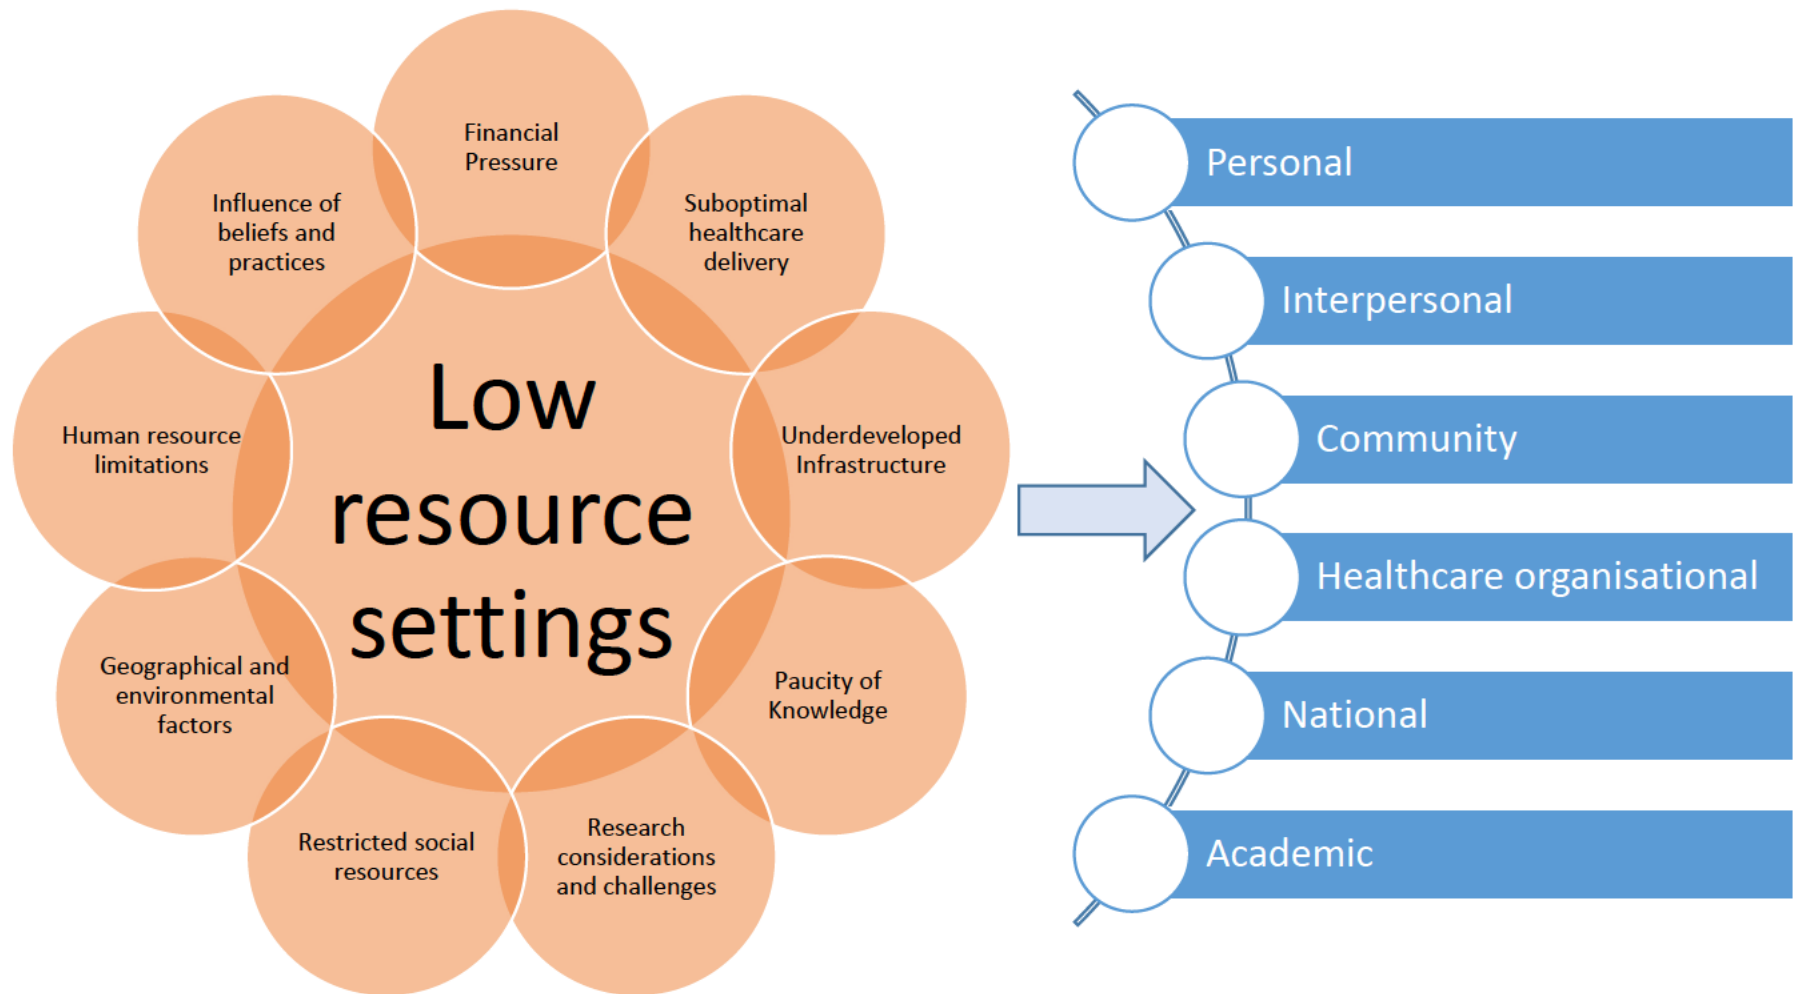 Financial
Pressure
Suboptimal
healthcare
delivery
Underdeveloped
Infrastructure
Paucity of
Knowledge
Research
considerations
and challenges
Restricted social
resources
Geographical and
environmental
factors
Human resource
limitations
Influence of
beliefs and
practices
Low
resource
settings
Personal
Interpersonal
Community
Healthcare organisational
National
Academic